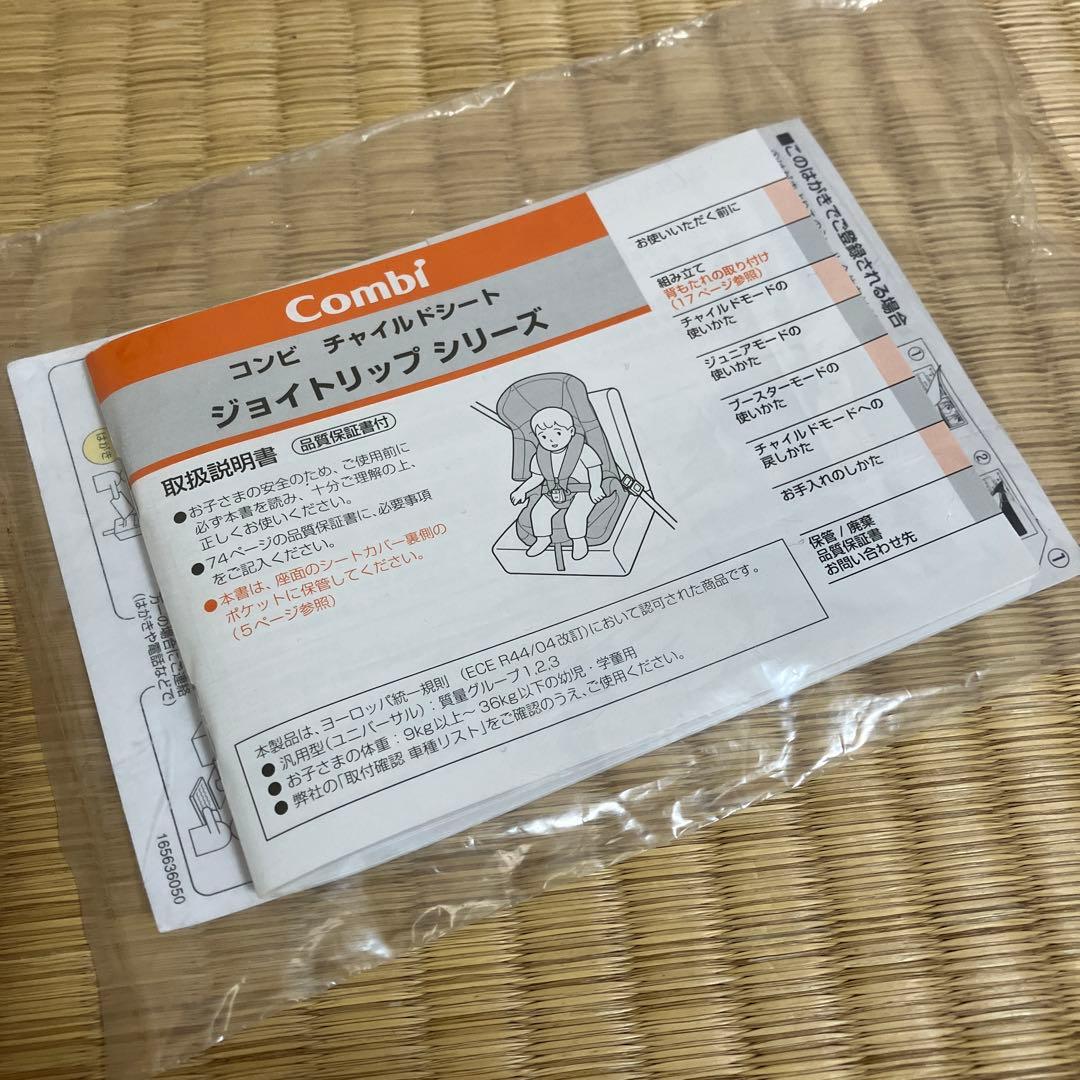 Combi
コンビ チャイルドシート
ジョイトリップ シリーズ
取扱説明書 品質保証書付
●お子さまの安全のため、ご使用前に
必ず本書を読み、十分ご理解の上、
正しくお使いください。
●74ページの品質保証書に、必要事項
をご記入ください。
●本書は、座面のシートカバー裏側の
ポケットに保管してください。
(5ページ参照)
本製品は、ヨーロッパ統一規則 (ECE R44/04改訂)において認可された商品です。
●汎用型(ユニバーサル):質量グループ1,2,3
●お子さまの体重:9kg以上～36kg以下の幼児・学童用
●弊社の「取付確認 車種リスト」をご確認のうえ、ご使用ください。
お使いいただく前に
組み立て
背もたれの取り付け
(17ページ参照)
チャイルドモードの
使いかた
ジュニアモードの
使いかた
ブースターモードの
使いかた
チャイルドモードへの
戻しかた
お手入れのしかた
保管/廃棄
品質保証書
お問い合わせ先
■このはがきでご登録される場合
①
②
①
はがき
(はがきや電話などで)
165636050